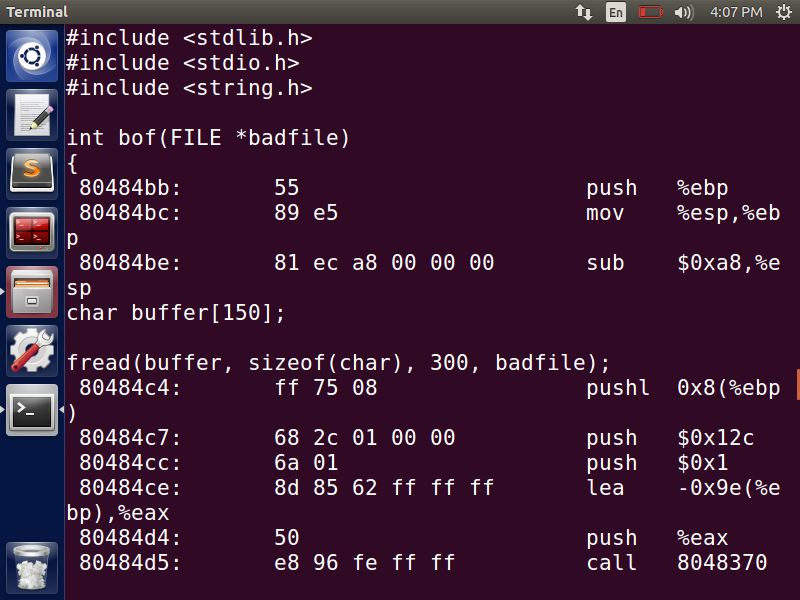 Terminal En 4:07 PM
#include <stdlib.h>
#include <stdio.h>
#include <string.h>
int bof(FILE *badfile)
{
80484bb: 55 push %ebp
80484bc: 89 e5 mov %esp,%eb
p
80484be: 81 ec a8 00 00 00 sub $0xa8,%e
sp
char buffer[150];
fread(buffer, sizeof(char), 300, badfile);
80484c4: ff 75 08 pushl 0x8(%ebp
)
80484c7: 68 2c 01 00 00 push $0x12c
80484cc: 6a 01 push $0x1
80484ce: 8d 85 62 ff ff ff lea -0x9e(%e
bp),%eax
80484d4: 50 push %eax
80484d5: e8 96 fe ff ff call 8048370